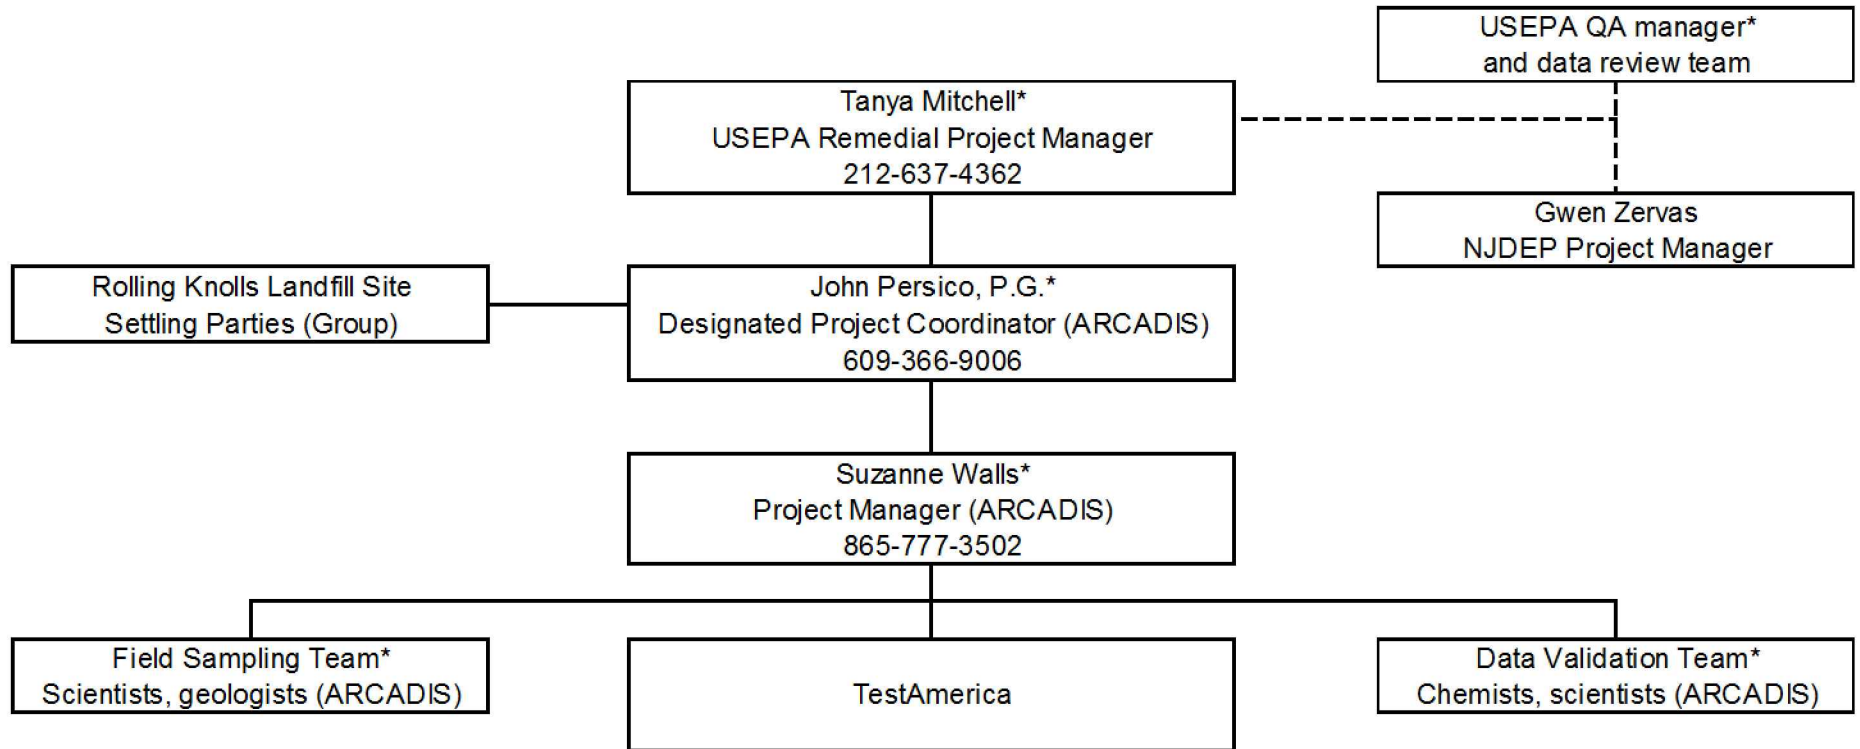 USEPA QA manager*
and data review team
Tanya Mitchell*
USEPA Remedial Project Manager
212-637-4362
Gwen Zervas
NJDEP Project Manager
Rolling Knolls Landfill Site
Settling Parties (Group)
John Persico, P.G.*
Designated Project Coordinator (ARCADIS)
609-366-9006
Suzanne Walls*
Project Manager (ARCADIS)
865-777-3502
Field Sampling Team*
Scientists, geologists (ARCADIS)
TestAmerica
Data Validation Team*
Chemists, scientists (ARCADIS)